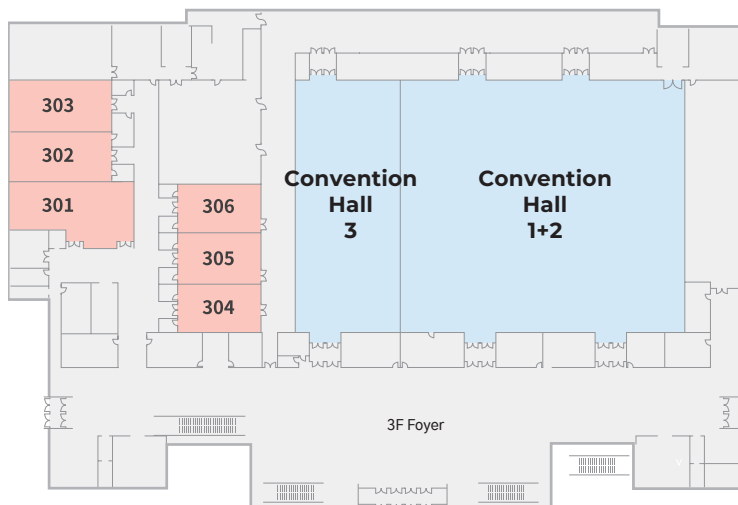 303
302
301
306
305
304
Convention
Hall
3
Convention
Hall
1+2
3F Foyer
V